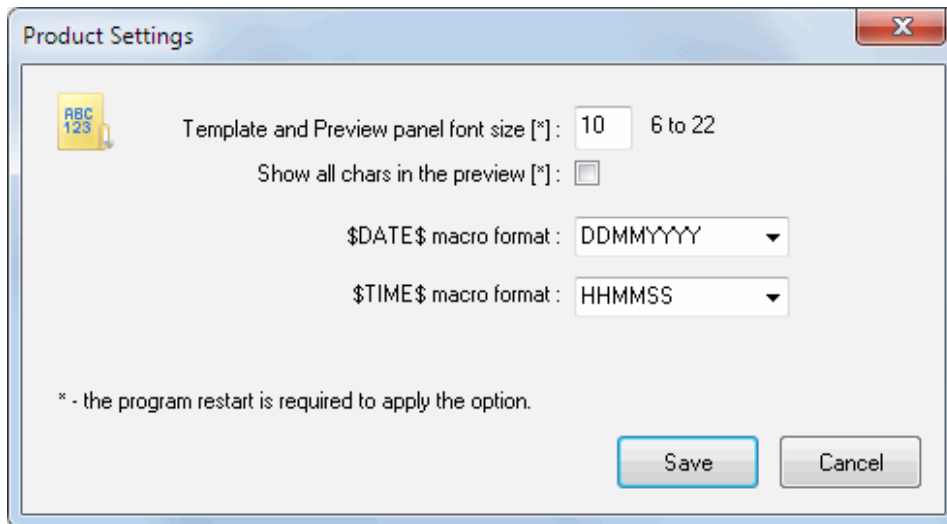 Product Settings
X
ABC
123
Template and Preview panel font size [*] : 10 6 to 22
Show all chars in the preview [*] :
$DATE$ macro format : DDMMYYYY
$TIME$ macro format : HHMMSS
* - the program restart is required to apply the option.
Save Cancel